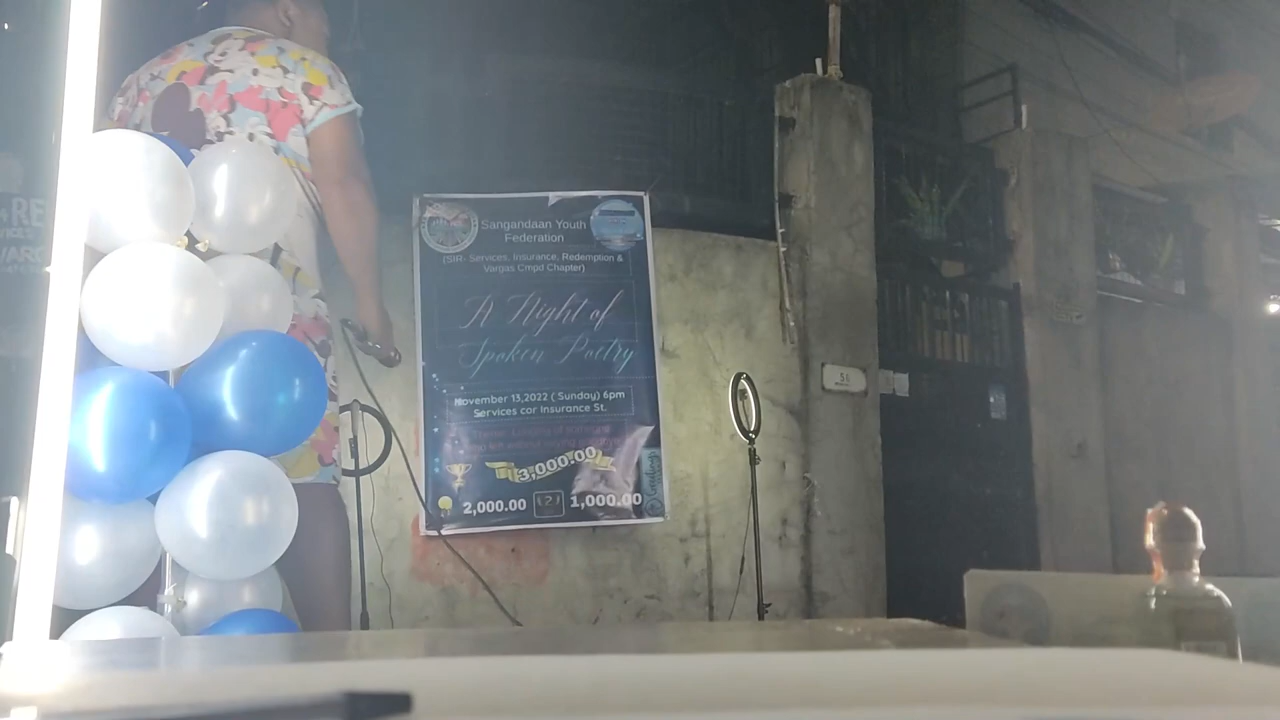 Sangandaan Youth
Federation
(SIR- Services, Insurance, Redemption &
Vargas Cmpd Chapter)
A Night of
Spoken Poetry
November 13,2022 ( Sunday) 6pm
Services cor Insurance St.
3,000.00
2,000.00
1,000.00